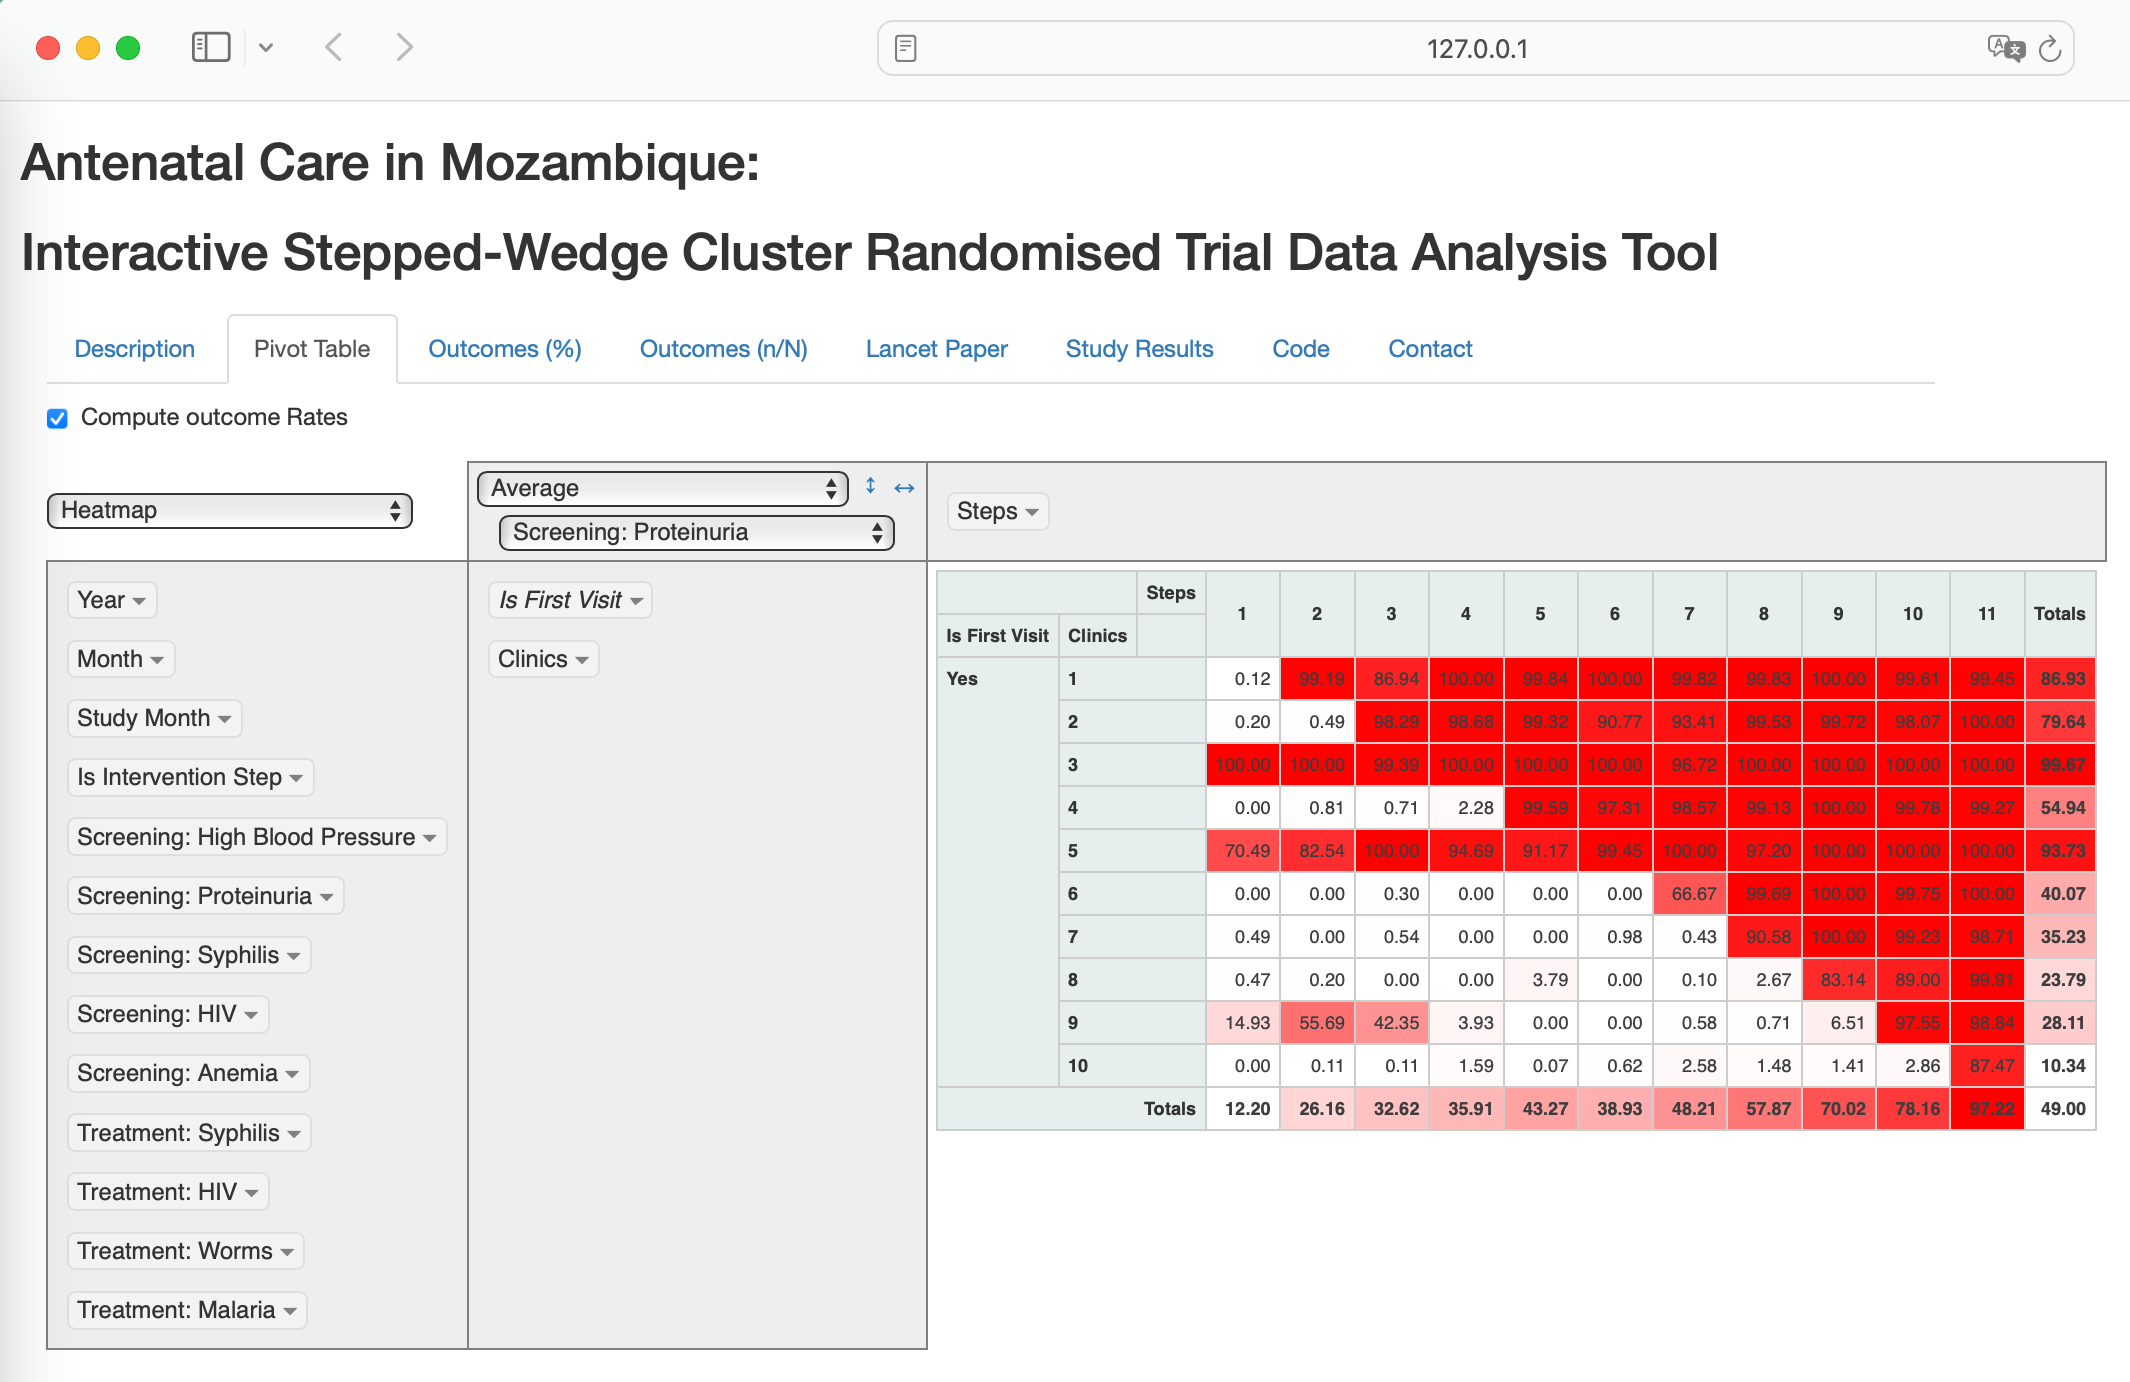 127.0.0.1
Antenatal Care in Mozambique:
Interactive Stepped-Wedge Cluster Randomised Trial Data Analysis Tool
Description Pivot Table Outcomes (%) Outcomes (n/N) Lancet Paper Study Results Code Contact
Compute outcome Rates
Heatmap
Average
Screening: Proteinuria
Steps
Year
Month
Study Month
Is Intervention Step
Screening: High Blood Pressure
Screening: Proteinuria
Screening: Syphilis
Screening: HIV
Screening: Anemia
Treatment: Syphilis
Treatment: HIV
Treatment: Worms
Treatment: Malaria
Is First Visit
Clinics
Steps 1 2 3 4 5 6 7 8 9 10 11 Totals
Is First Visit Clinics
Yes 1 0.12 99.19 86.94 100.00 99.84 100.00 99.82 99.83 100.00 99.61 99.45 86.93
2 0.20 0.49 98.29 98.68 99.32 90.77 93.41 99.53 99.72 98.07 100.00 79.64
3 100.00 100.00 99.39 100.00 100.00 100.00 96.72 100.00 100.00 100.00 100.00 99.67
4 0.00 0.81 0.71 2.28 99.59 97.31 98.57 99.13 100.00 99.78 99.27 54.94
5 70.49 82.54 100.00 94.69 91.17 99.45 100.00 97.20 100.00 100.00 100.00 93.73
6 0.00 0.00 0.30 0.00 0.00 0.00 66.67 99.69 100.00 99.75 100.00 40.07
7 0.49 0.00 0.54 0.00 0.00 0.98 0.43 90.58 100.00 99.23 98.71 35.23
8 0.47 0.20 0.00 0.00 3.79 0.00 0.10 2.67 83.14 89.00 99.91 23.79
9 14.93 55.69 42.35 3.93 0.00 0.00 0.58 0.71 6.51 97.55 98.84 28.11
10 0.00 0.11 0.11 1.59 0.07 0.62 2.58 1.48 1.41 2.86 87.47 10.34
Totals 12.20 26.16 32.62 35.91 43.27 38.93 48.21 57.87 70.02 78.16 97.22 49.00